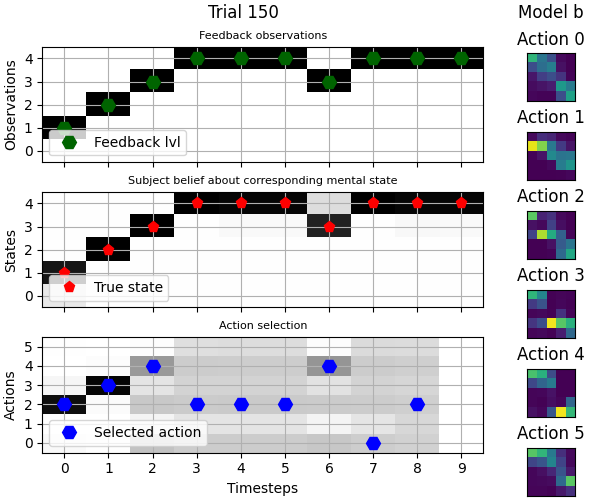 Trial 150
Model b
Feedback observations
Observations
4
3
2
1
0
Feedback lvl
Subject belief about corresponding mental state
States
4
3
2
1
0
True state
Action selection
Actions
5
4
3
2
1
0
Selected action
0 1 2 3 4 5 6 7 8 9
Timesteps
Action 0
Action 1
Action 2
Action 3
Action 4
Action 5